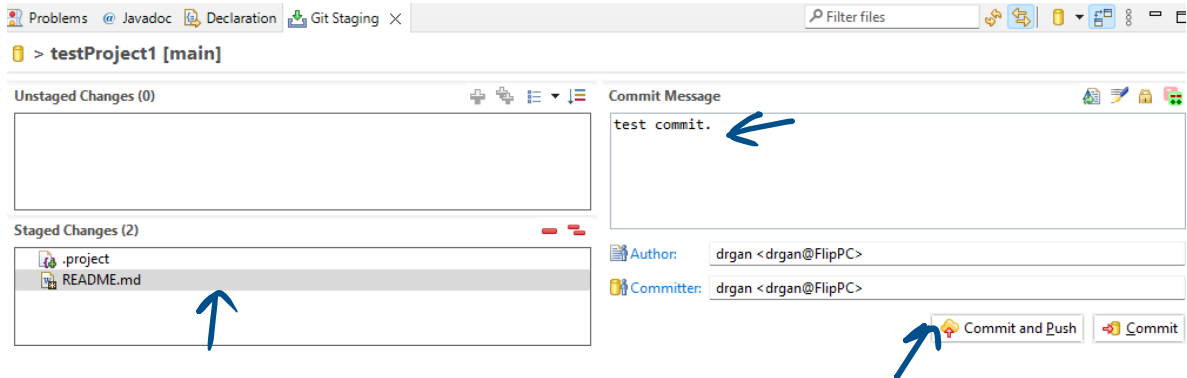 Problems @ Javadoc Declaration Git Staging
Filter files
> testProject1 [main]
Unstaged Changes (0)
Staged Changes (2)
.project
README.md
Commit Message
test commit.
Author: drgan <drgan@FlipPC>
Committer: drgan <drgan@FlipPC>
Commit and Push Commit